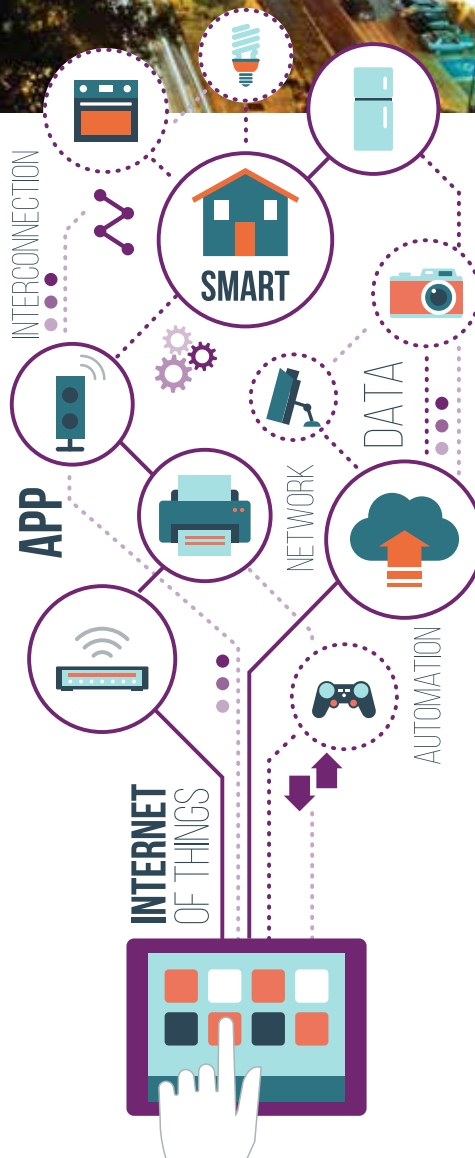 INTERCONNECTION
SMART
DATA
APP
NETWORK
AUTOMATION
INTERNET
OF THINGS